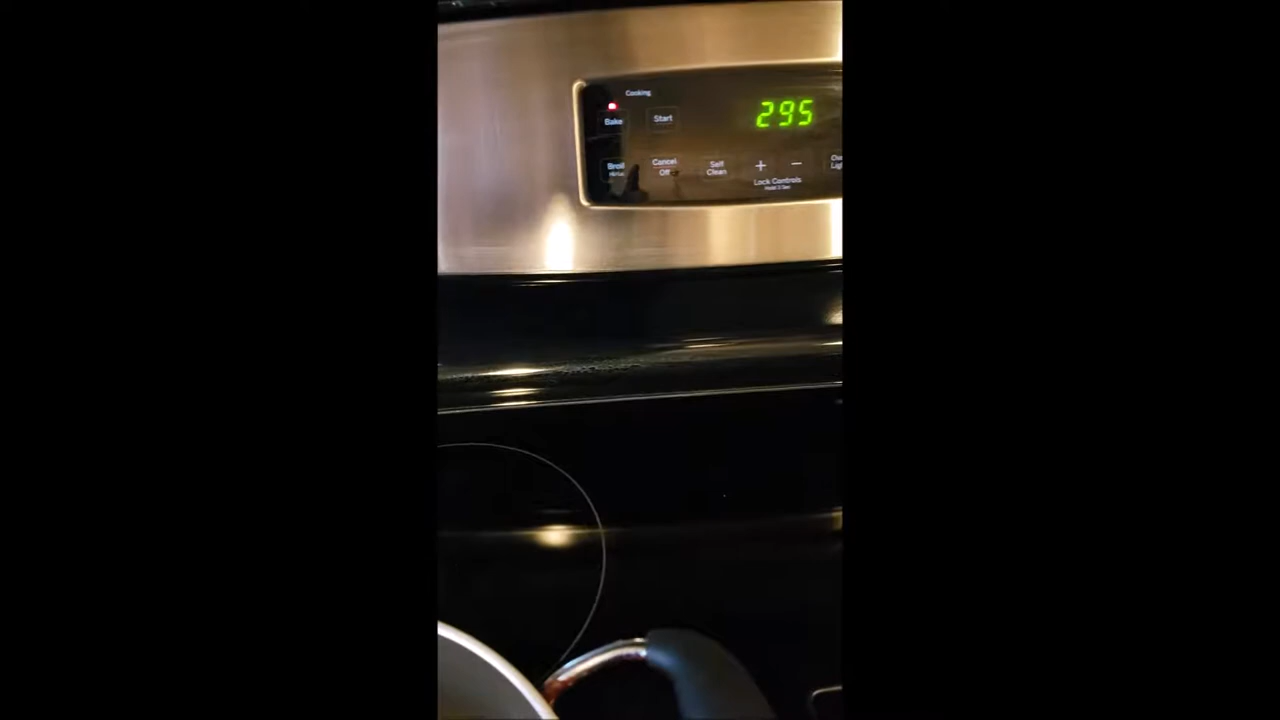 Cooking
Bake Start 295
Broil Cancel Self + −
Off Clean
Lock Controls